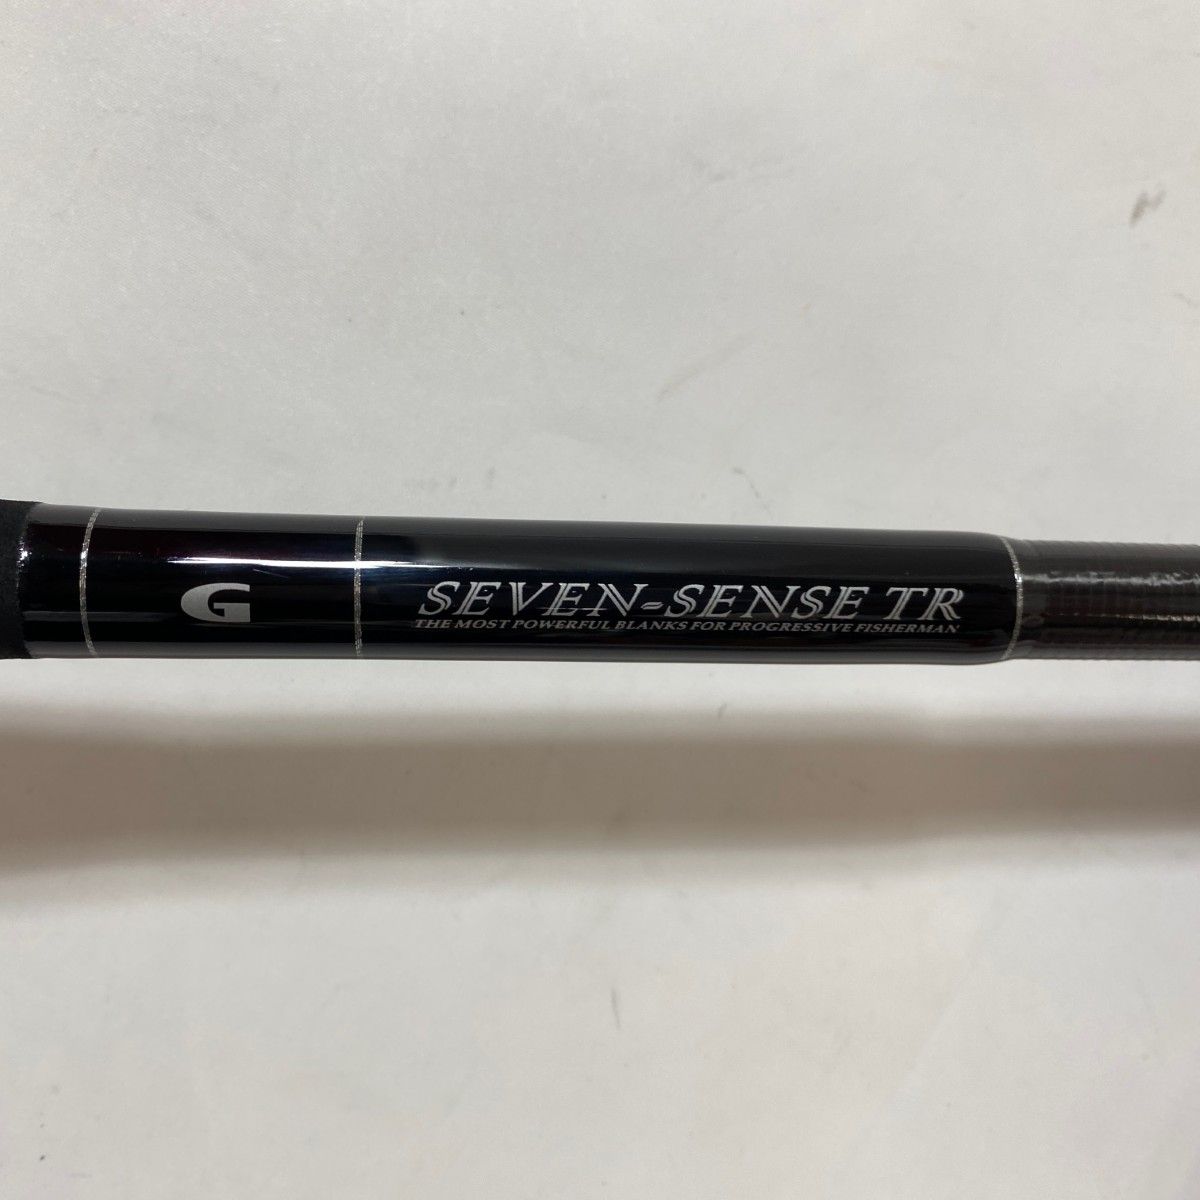 G
SEVEN-SENSE TR
THE MOST POWERFUL BLANKS FOR PROGRESSIVE FISHERMAN